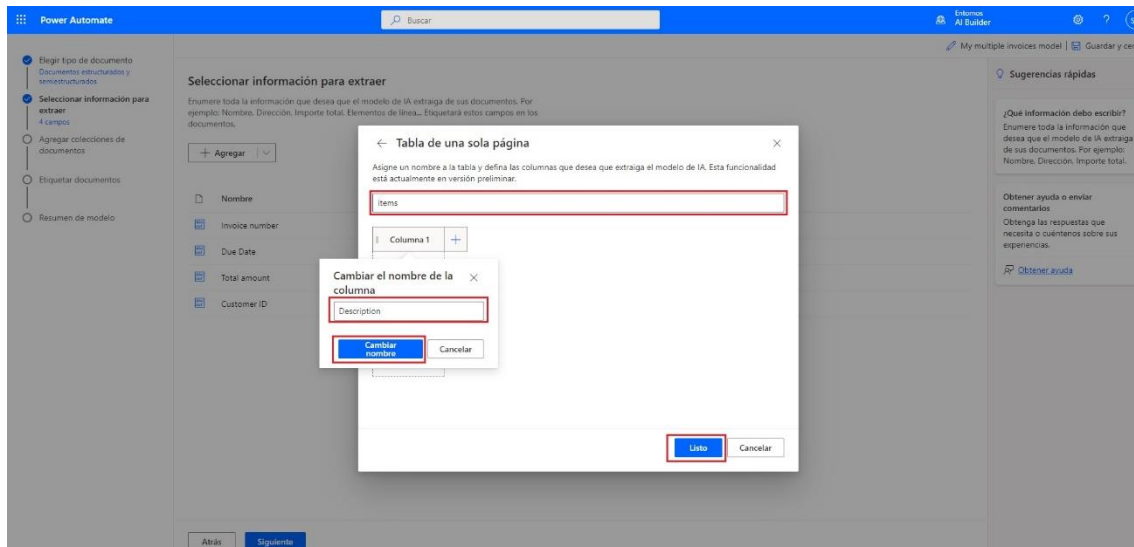 Power Automate
Buscar
Entornos
AI Builder
My multiple invoices model
Guardar y cer
Elegir tipo de documento
Documentos estructurados y
semiestructurados
Seleccionar información para
extraer
4 campos
Agregar colecciones de
documentos
Etiquetar documentos
Resumen de modelo
Seleccionar información para extraer
Enumere toda la información que desea que el modelo de IA extraiga de sus documentos. Por
ejemplo: Nombre, Dirección, Importe total, Elementos de línea... Etiquetará estos campos en los
documentos.
Agregar
Nombre
Invoice number
Due Date
Total amount
Customer ID
Tabla de una sola página
Asigne un nombre a la tabla y defina las columnas que desea que extraiga el modelo de IA. Esta funcionalidad
está actualmente en versión preliminar.
items
Columna 1
Cambiar el nombre de la
columna
Description
Cambiar
nombre
Cancelar
Listo
Cancelar
Atrás
Siguiente
Sugerencias rápidas
¿Qué información debo escribir?
Enumere toda la información que
desea que el modelo de IA extraiga
de sus documentos. Por ejemplo:
Nombre, Dirección, Importe total.
Obtener ayuda o enviar
comentarios
Obtenga las respuestas que
necesita o cuéntenos sobre sus
experiencias.
Obtener ayuda